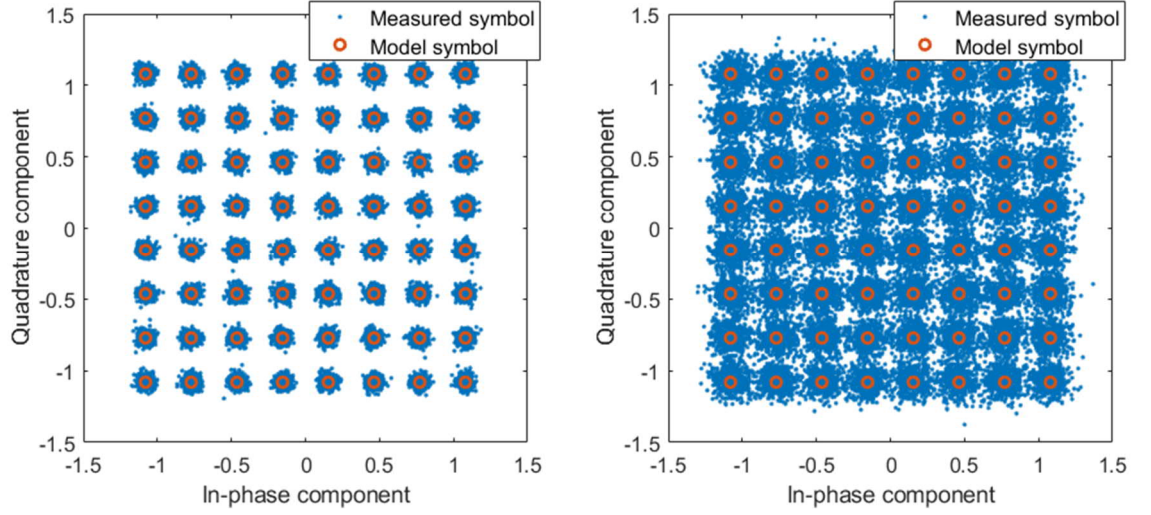 1.5
1
0.5
0
-0.5
-1
-1.5
Quadrature component
-1.5 -1 -0.5 0 0.5 1 1.5
In-phase component
Measured symbol
Model symbol
1.5
1
0.5
0
-0.5
-1
-1.5
Quadrature component
-1.5 -1 -0.5 0 0.5 1 1.5
In-phase component
Measured symbol
Model symbol